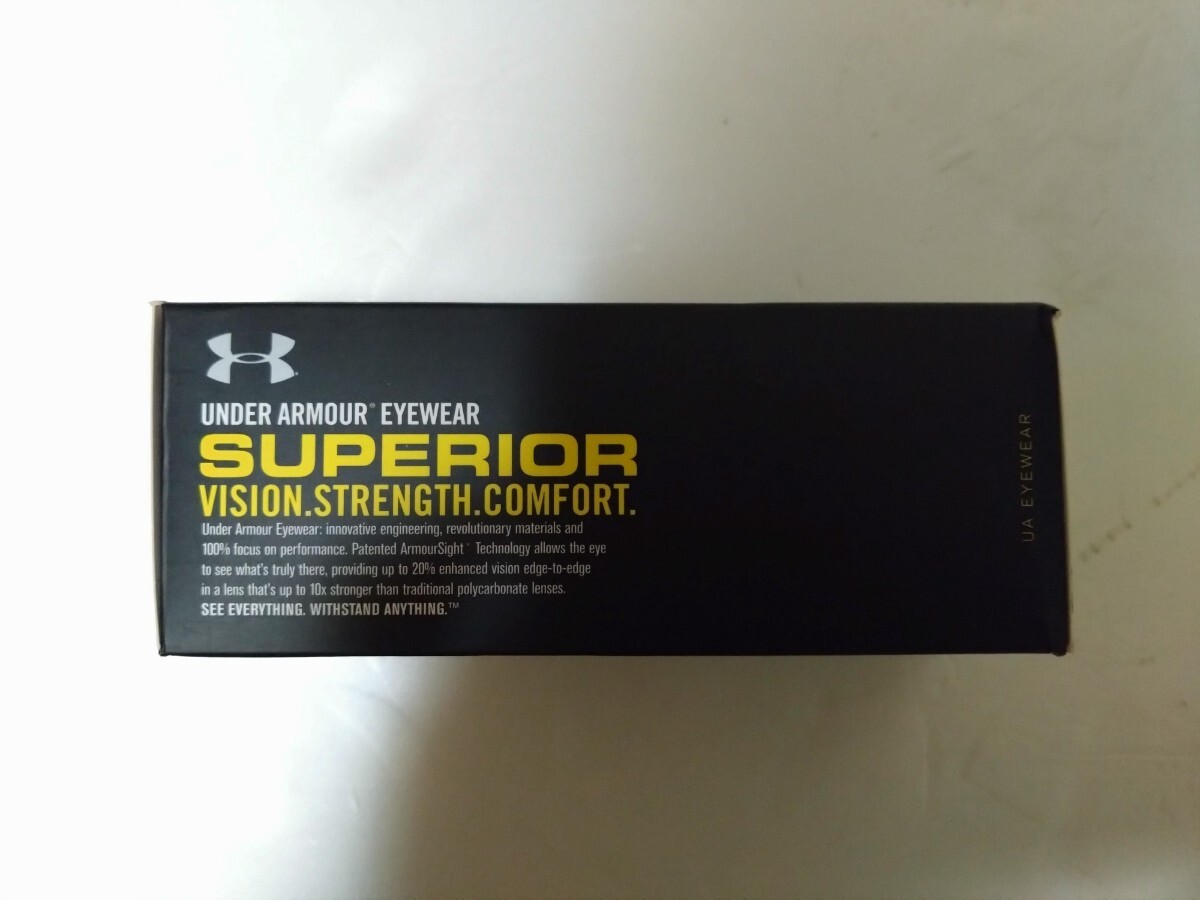 UNDER ARMOUR® EYEWEAR
SUPERIOR
VISION.STRENGTH.COMFORT.
Under Armour Eyewear: innovative engineering, revolutionary materials and
100% focus on performance. Patented ArmourSight™ Technology allows the eye
to see what's truly there, providing up to 20% enhanced vision edge-to-edge
in a lens that's up to 10x stronger than traditional polycarbonate lenses.
SEE EVERYTHING. WITHSTAND ANYTHING.™
UA EYEWEAR